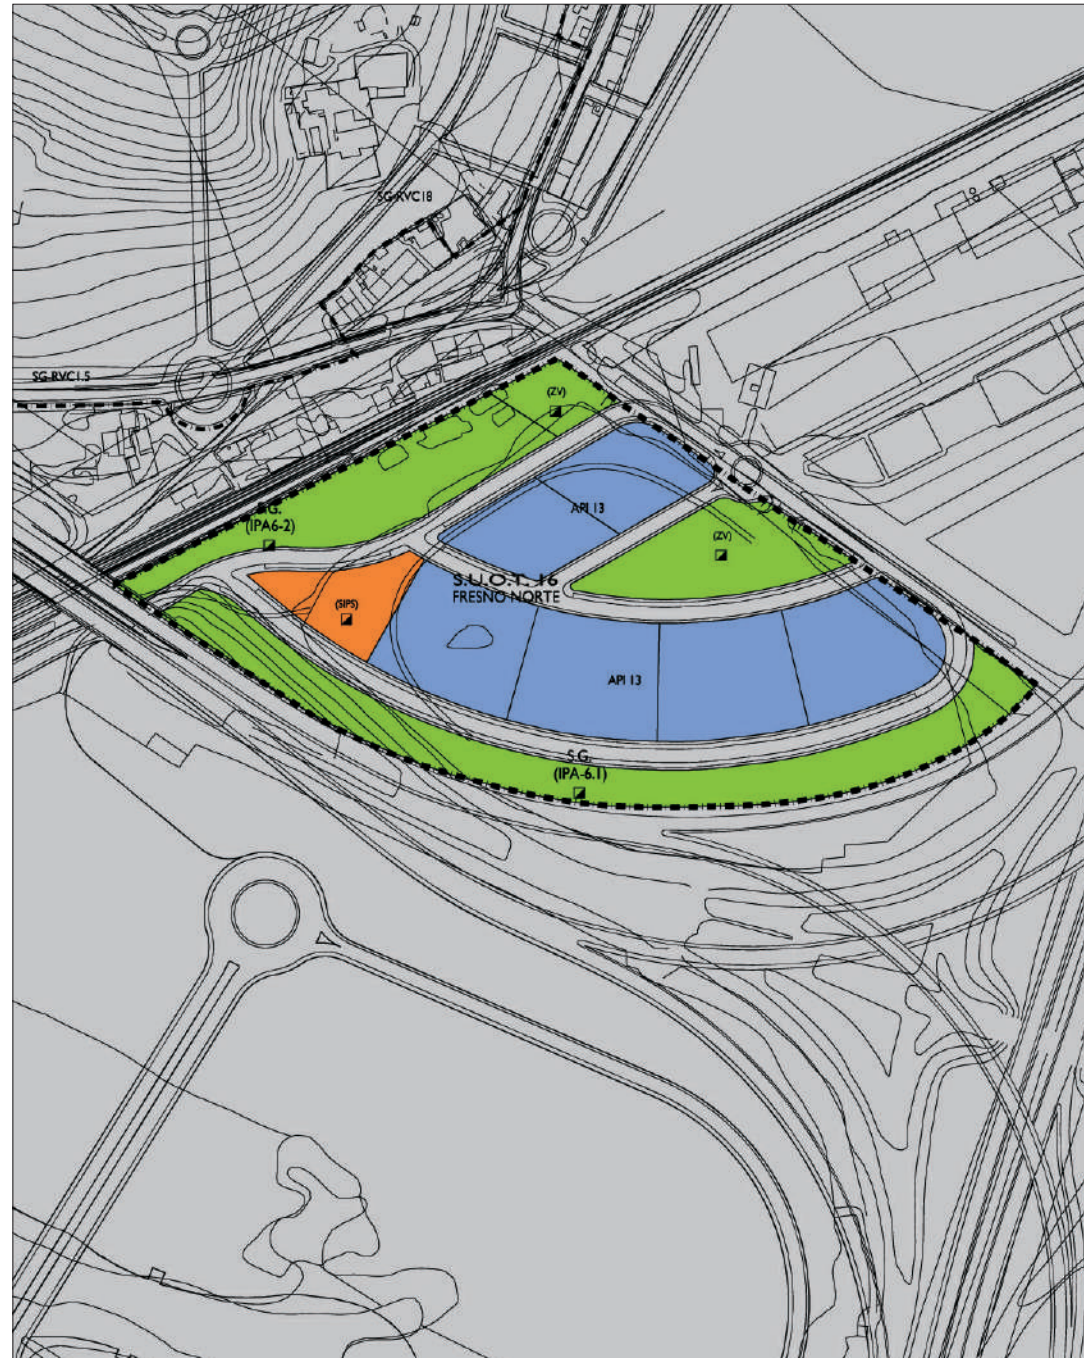 SG-RVC18
SG-RVC1.5
(ZV)
S.G.
(IPA6-2)
API 13
(ZV)
S.U.O.T. 16
FRESNO NORTE
(SIPS)
API 13
S.G.
(IPA-6.1)